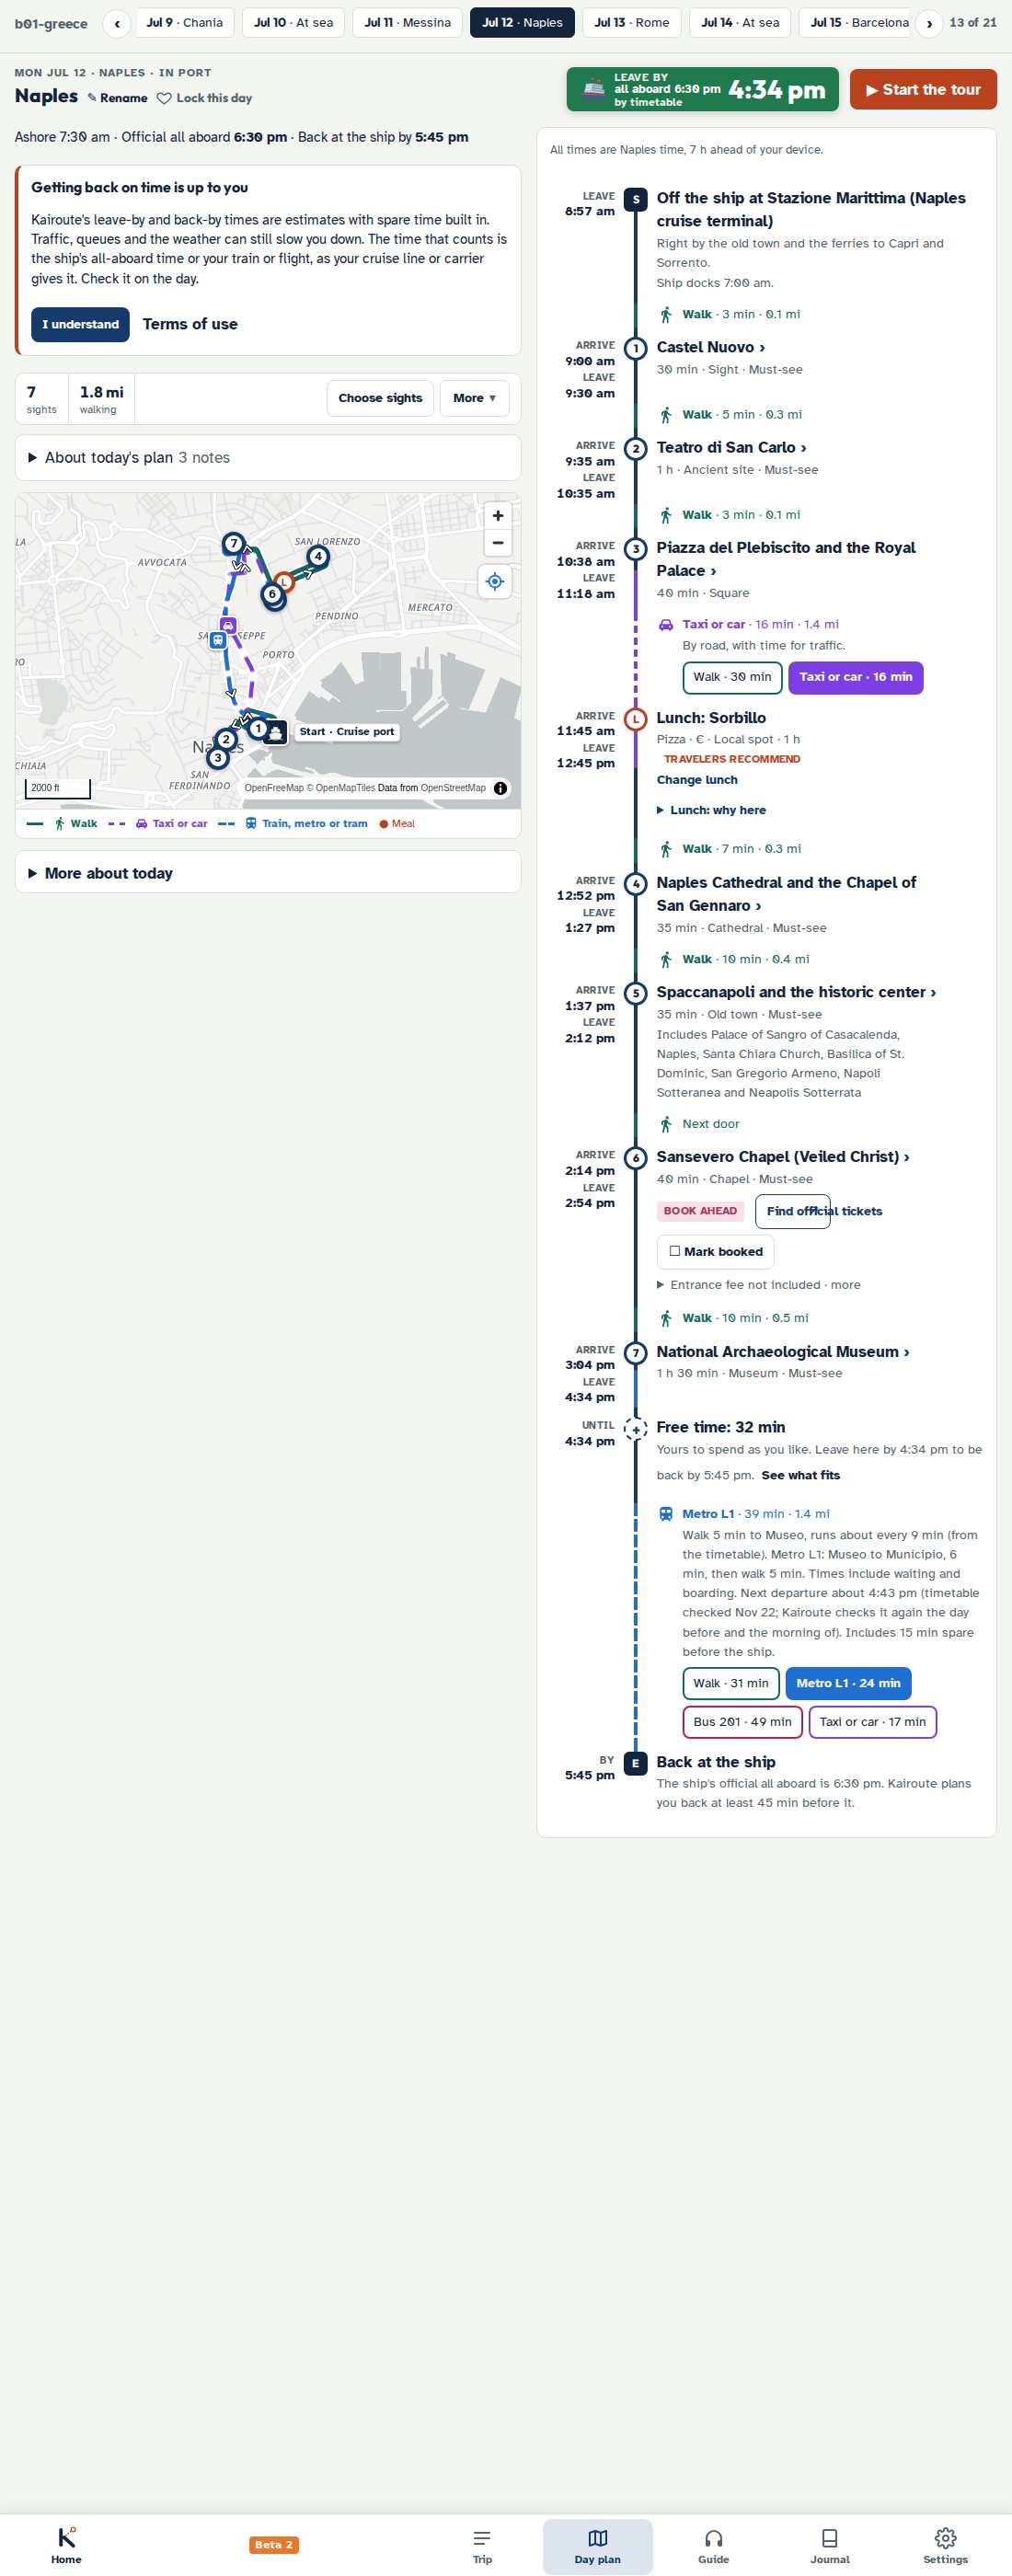 b01-greece
‹
Jul 9 · Chania
Jul 10 · At sea
Jul 11 · Messina
Jul 12 · Naples
Jul 13 · Rome
Jul 14 · At sea
Jul 15 · Barcelona
›
13 of 21
MON JUL 12 · NAPLES · IN PORT
Naples ✎ Rename Lock this day
LEAVE BY
all aboard 6:30 pm
by timetable
4:34 pm
▶ Start the tour
Ashore 7:30 am · Official all aboard 6:30 pm · Back at the ship by 5:45 pm
Getting back on time is up to you
Kairoute's leave-by and back-by times are estimates with spare time built in.
Traffic, queues and the weather can still slow you down. The time that counts is
the ship's all-aboard time or your train or flight, as your cruise line or carrier
gives it. Check it on the day.
I understand
Terms of use
7
sights
1.8 mi
walking
Choose sights
More ▼
▶ About today's plan 3 notes
LA
AVVOCATA
SAN LORENZO
7
4
L
6
PENDINO
MERCATO
PORTO
Start · Cruise port
1
2
3
CHIAIA
SAN
FERDINANDO
+
−
2000 ft
OpenFreeMap © OpenMapTiles Data from OpenStreetMap
Walk
Taxi or car
Train, metro or tram
Meal
▶ More about today
All times are Naples time, 7 h ahead of your device.
LEAVE
8:57 am
S
Off the ship at Stazione Marittima (Naples
cruise terminal)
Right by the old town and the ferries to Capri and
Sorrento.
Ship docks 7:00 am.
Walk · 3 min · 0.1 mi
ARRIVE
9:00 am
LEAVE
9:30 am
1
Castel Nuovo ›
30 min · Sight · Must-see
Walk · 5 min · 0.3 mi
ARRIVE
9:35 am
LEAVE
10:35 am
2
Teatro di San Carlo ›
1 h · Ancient site · Must-see
Walk · 3 min · 0.1 mi
ARRIVE
10:38 am
LEAVE
11:18 am
3
Piazza del Plebiscito and the Royal
Palace ›
40 min · Square
Taxi or car · 16 min · 1.4 mi
By road, with time for traffic.
Walk · 30 min
Taxi or car · 16 min
ARRIVE
11:45 am
LEAVE
12:45 pm
L
Lunch: Sorbillo
Pizza · € · Local spot · 1 h
TRAVELERS RECOMMEND
Change lunch
▶ Lunch: why here
Walk · 7 min · 0.3 mi
ARRIVE
12:52 pm
LEAVE
1:27 pm
4
Naples Cathedral and the Chapel of
San Gennaro ›
35 min · Cathedral · Must-see
Walk · 10 min · 0.4 mi
ARRIVE
1:37 pm
LEAVE
2:12 pm
5
Spaccanapoli and the historic center ›
35 min · Old town · Must-see
Includes Palace of Sangro of Casacalenda,
Naples, Santa Chiara Church, Basilica of St.
Dominic, San Gregorio Armeno, Napoli
Sotteranea and Neapolis Sotterrata
Next door
ARRIVE
2:14 pm
LEAVE
2:54 pm
6
Sansevero Chapel (Veiled Christ) ›
40 min · Chapel · Must-see
BOOK AHEAD
Find official tickets
☐ Mark booked
▶ Entrance fee not included · more
Walk · 10 min · 0.5 mi
ARRIVE
3:04 pm
LEAVE
4:34 pm
7
National Archaeological Museum ›
1 h 30 min · Museum · Must-see
UNTIL
4:34 pm
+
Free time: 32 min
Yours to spend as you like. Leave here by 4:34 pm to be
back by 5:45 pm. See what fits
Metro L1 · 39 min · 1.4 mi
Walk 5 min to Museo, runs about every 9 min (from
the timetable). Metro L1: Museo to Municipio, 6
min, then walk 5 min. Times include waiting and
boarding. Next departure about 4:43 pm (timetable
checked Nov 22; Kairoute checks it again the day
before and the morning of). Includes 15 min spare
before the ship.
Walk · 31 min
Metro L1 · 24 min
Bus 201 · 49 min
Taxi or car · 17 min
BY
5:45 pm
E
Back at the ship
The ship's official all aboard is 6:30 pm. Kairoute plans
you back at least 45 min before it.
Home
Beta 2
Trip
Day plan
Guide
Journal
Settings